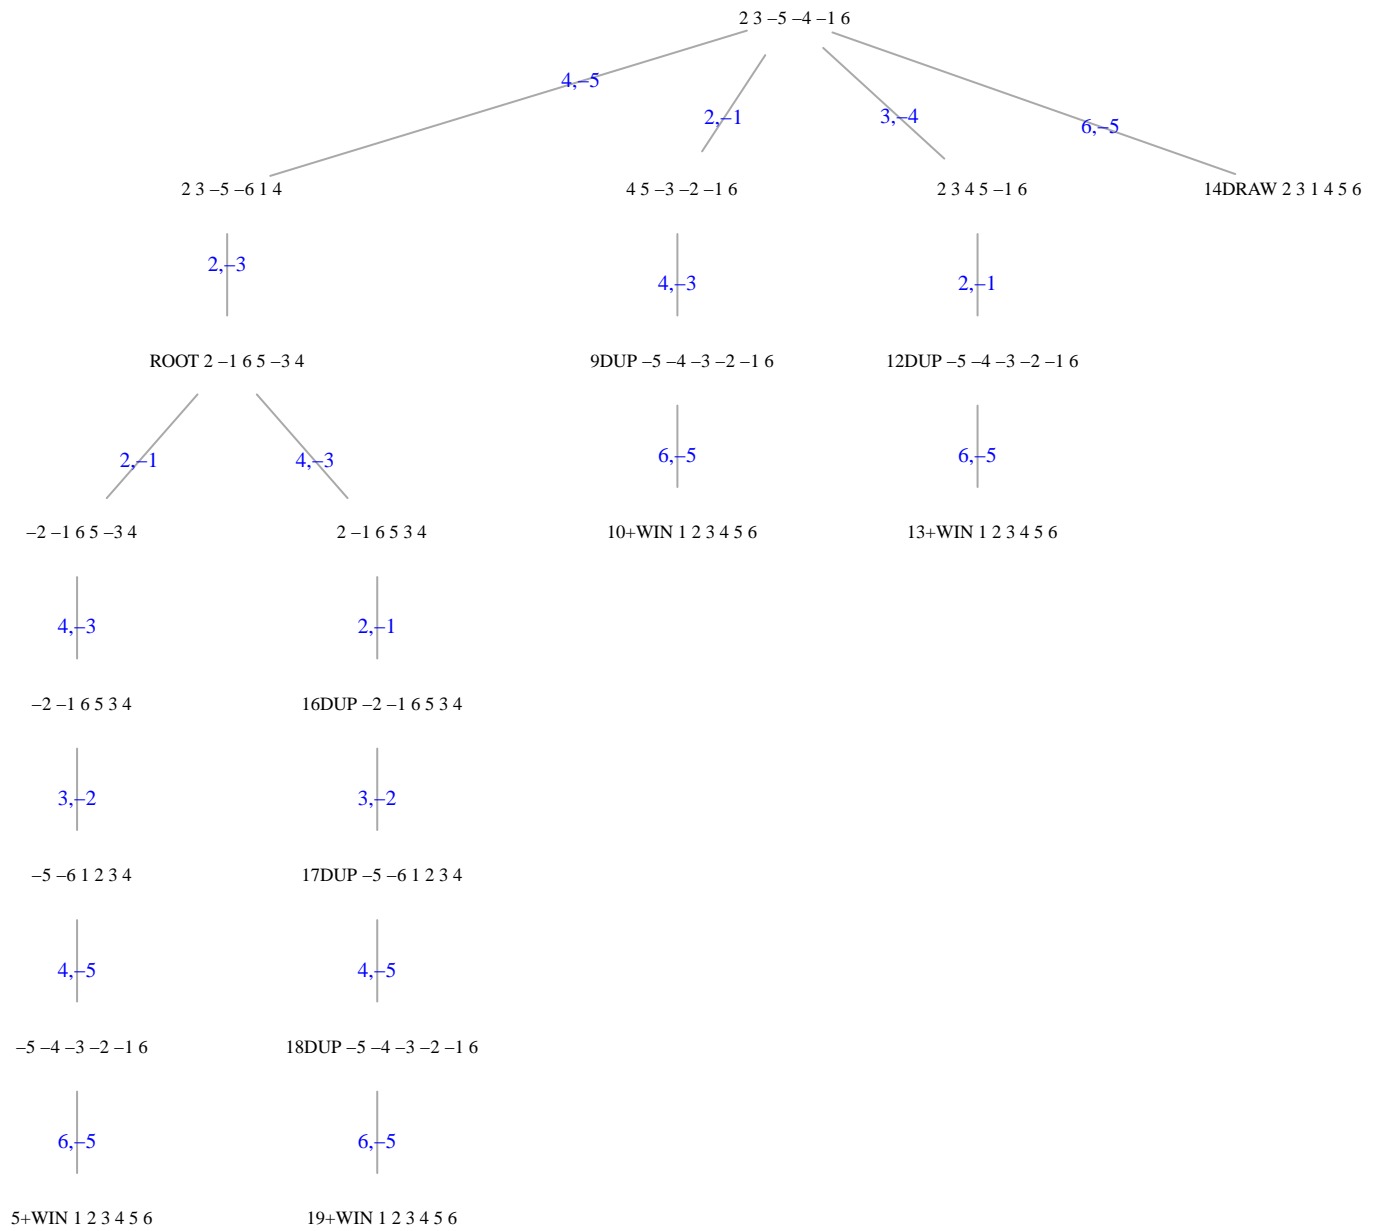 2 3 −5 −4 −1 6
4,−5
2,−1
3,−4
6,−5
2 3 −5 −6 1 4
4 5 −3 −2 −1 6
2 3 4 5 −1 6
14DRAW 2 3 1 4 5 6
2,−3
4,−3
2,−1
ROOT 2 −1 6 5 −3 4
9DUP −5 −4 −3 −2 −1 6
12DUP −5 −4 −3 −2 −1 6
2,−1
4,−3
6,−5
6,−5
−2 −1 6 5 −3 4
2 −1 6 5 3 4
10+WIN 1 2 3 4 5 6
13+WIN 1 2 3 4 5 6
4,−3
2,−1
−2 −1 6 5 3 4
16DUP −2 −1 6 5 3 4
3,−2
3,−2
−5 −6 1 2 3 4
17DUP −5 −6 1 2 3 4
4,−5
4,−5
−5 −4 −3 −2 −1 6
18DUP −5 −4 −3 −2 −1 6
6,−5
6,−5
5+WIN 1 2 3 4 5 6
19+WIN 1 2 3 4 5 6